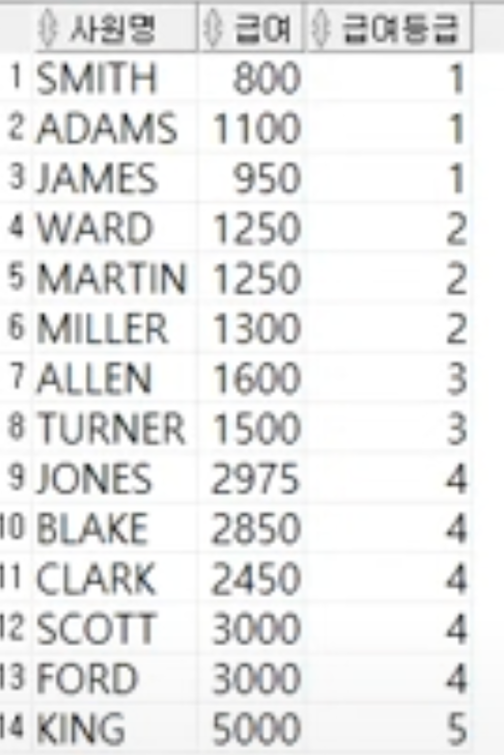 사원명 급여 급여등급
1 SMITH 800 1
2 ADAMS 1100 1
3 JAMES 950 1
4 WARD 1250 2
5 MARTIN 1250 2
6 MILLER 1300 2
7 ALLEN 1600 3
8 TURNER 1500 3
9 JONES 2975 4
10 BLAKE 2850 4
11 CLARK 2450 4
12 SCOTT 3000 4
13 FORD 3000 4
14 KING 5000 5